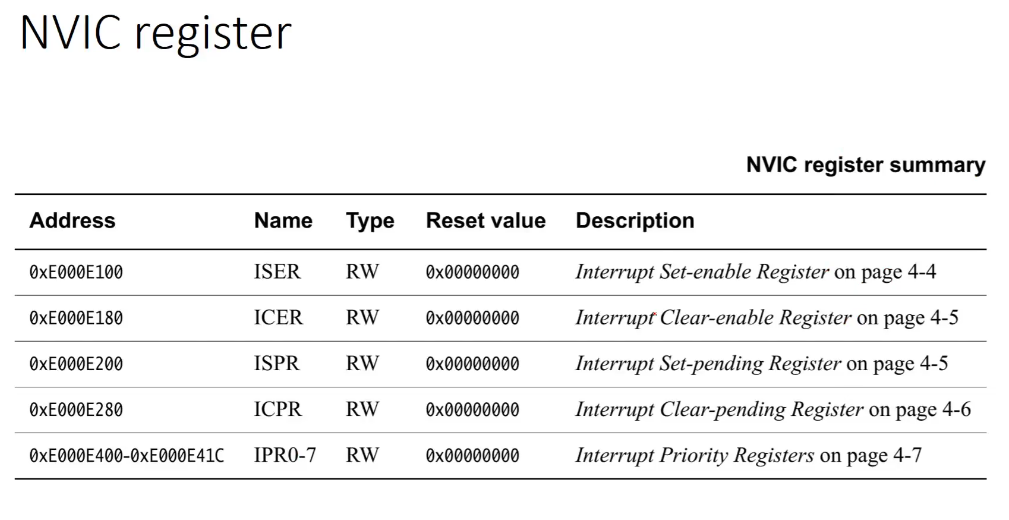 NVIC register
NVIC register summary
Address Name Type Reset value Description
0xE000E100 ISER RW 0x00000000 Interrupt Set-enable Register on page 4-4
0xE000E180 ICER RW 0x00000000 Interrupt Clear-enable Register on page 4-5
0xE000E200 ISPR RW 0x00000000 Interrupt Set-pending Register on page 4-5
0xE000E280 ICPR RW 0x00000000 Interrupt Clear-pending Register on page 4-6
0xE000E400-0xE000E41C IPR0-7 RW 0x00000000 Interrupt Priority Registers on page 4-7